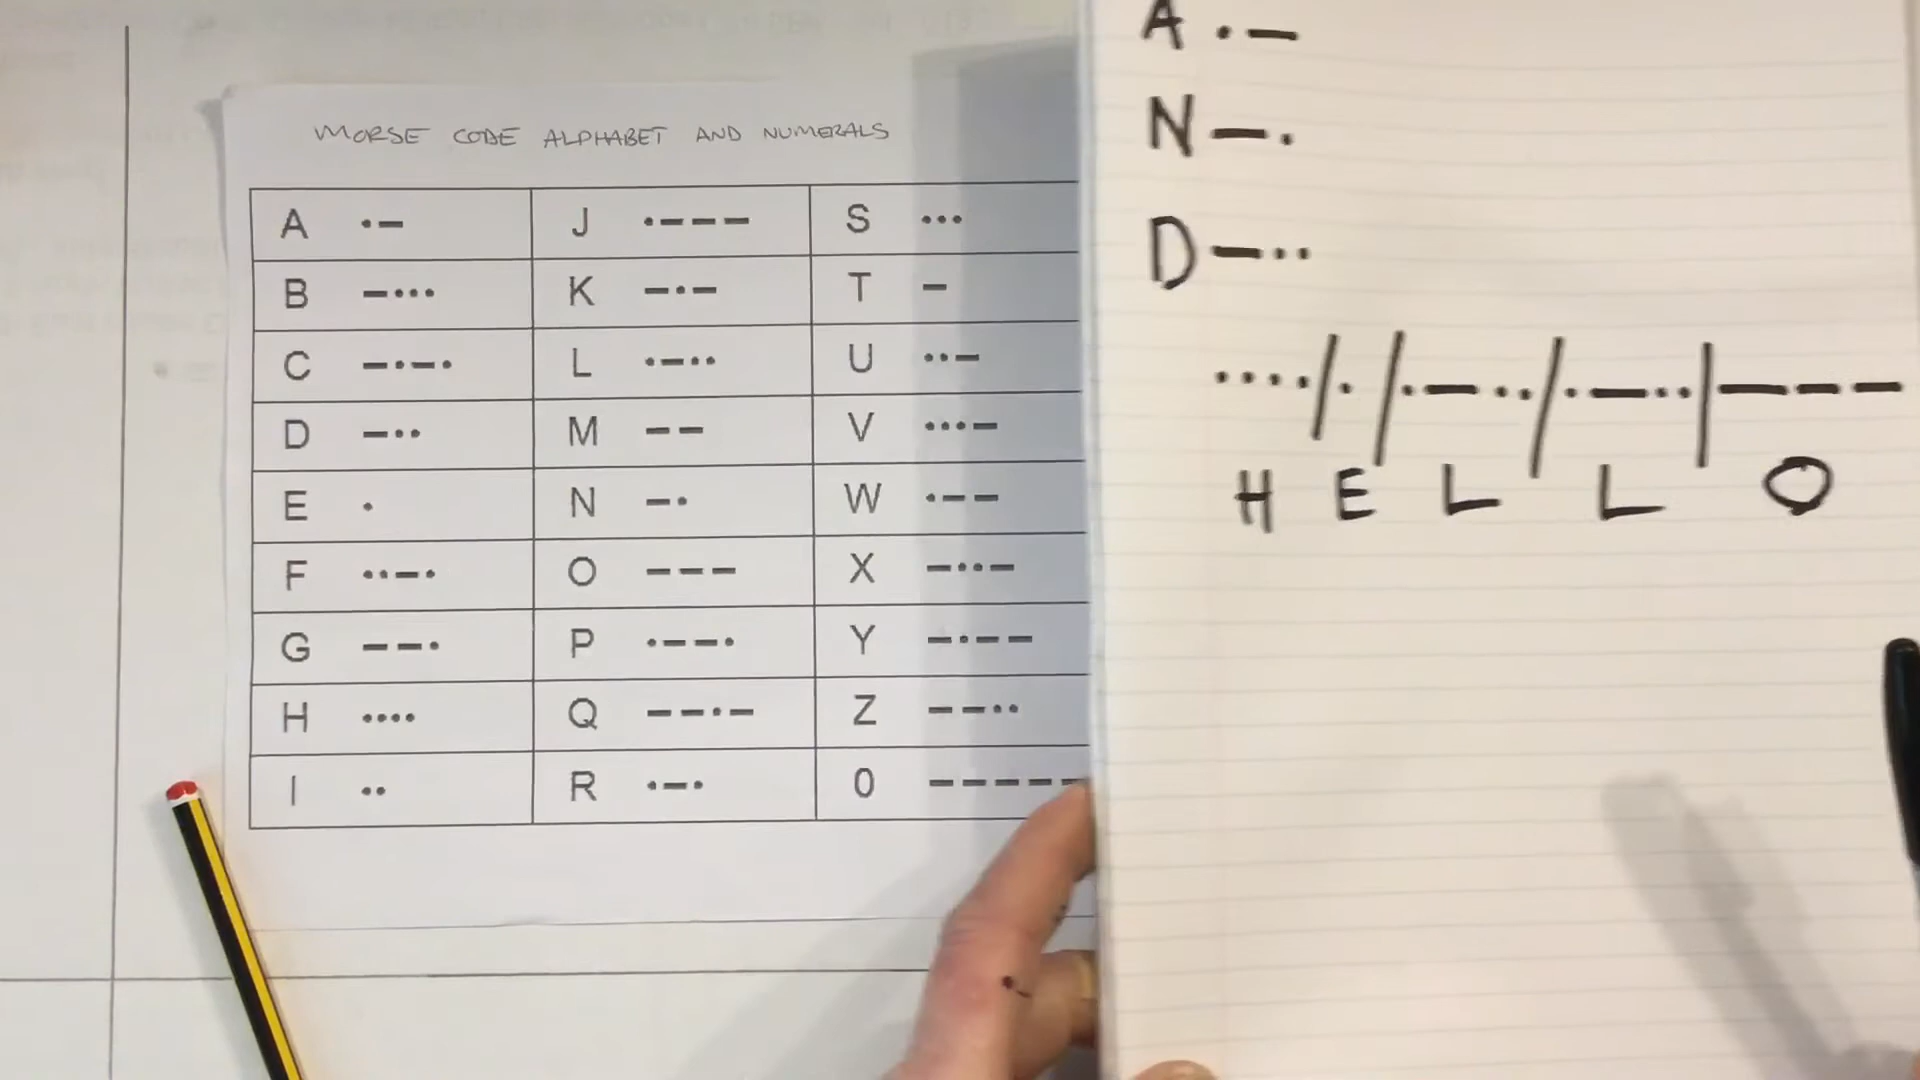 MORSE CODE ALPHABET AND NUMERALS
A •– J •––– S •••
B –••• K –•– T –
C –•–• L •–•• U ••–
D –•• M –– V •••–
E • N –• W •––
F ••–• O ––– X –••–
G ––• P •––• Y –•––
H •••• Q ––•– Z ––••
I •• R •–• 0 –––––
A •–
N –•
D –••
••••/•/•–••/•–••/–––
H E L L O